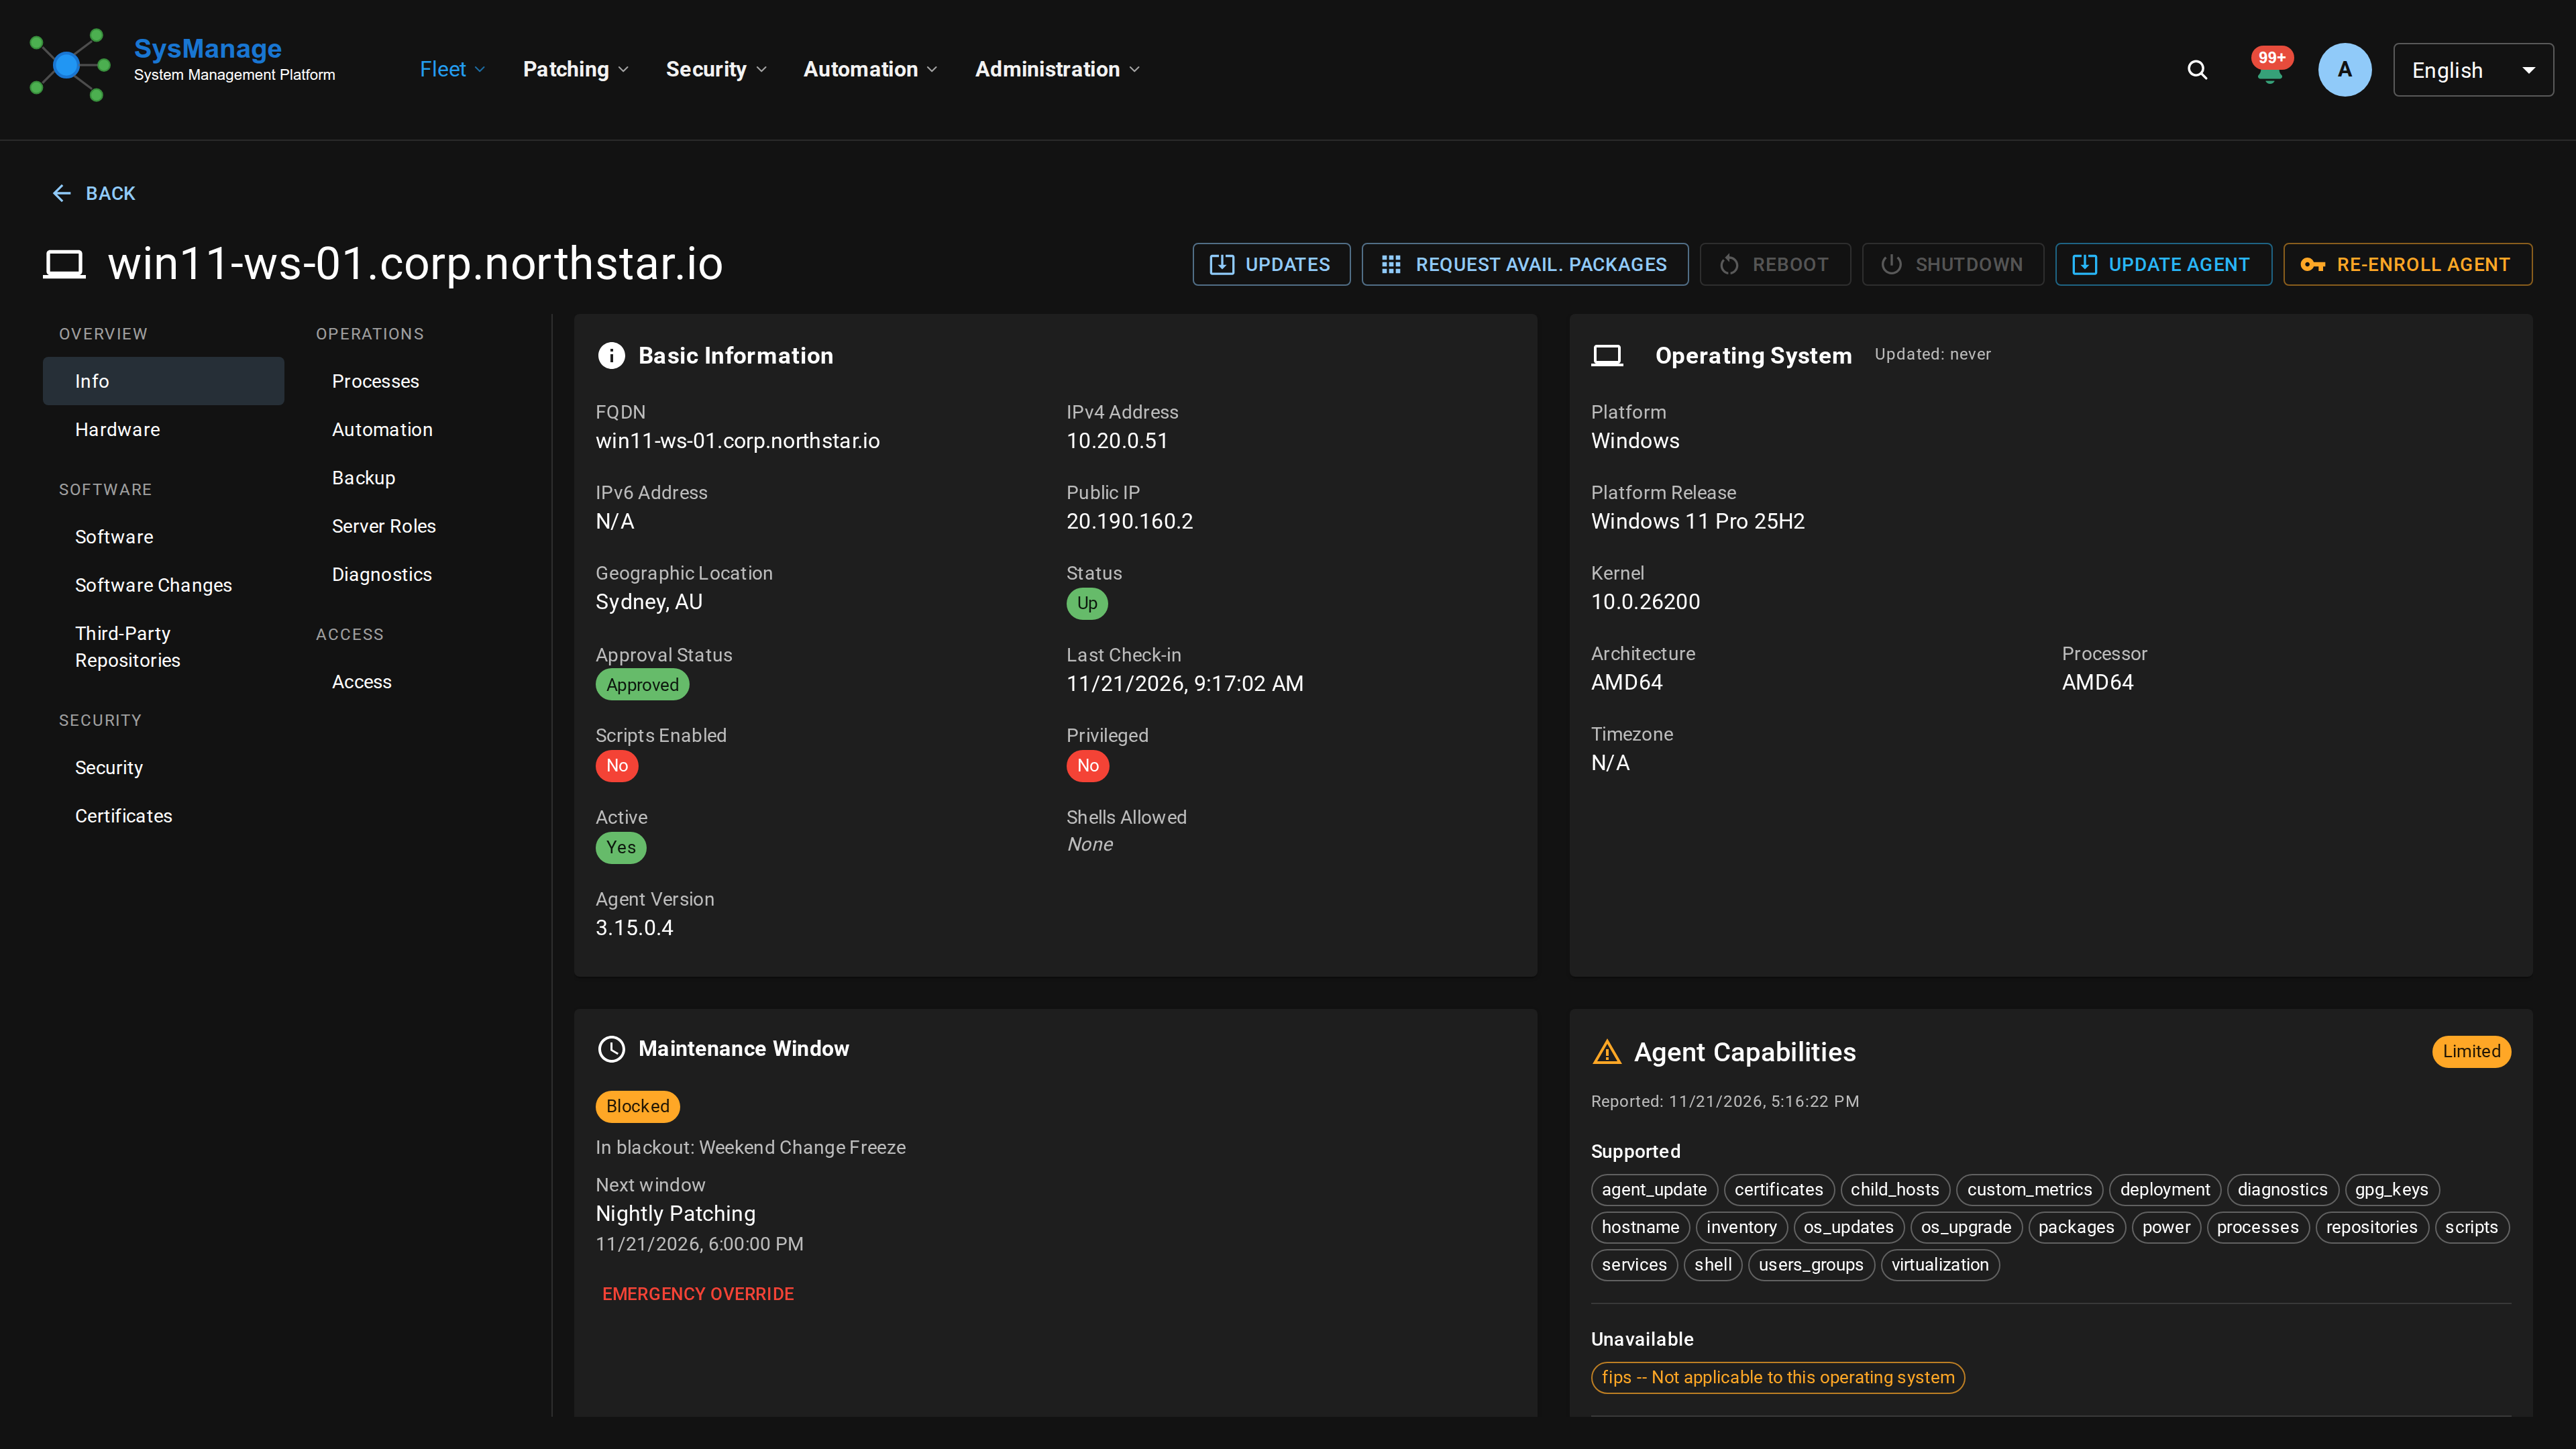 SysManage
System Management Platform
Fleet
Patching
Security
Automation
Administration
99+
A
English
BACK
win11-ws-01.corp.northstar.io
UPDATES
REQUEST AVAIL. PACKAGES
REBOOT
SHUTDOWN
UPDATE AGENT
RE-ENROLL AGENT
OVERVIEW
Info
Hardware
SOFTWARE
Software
Software Changes
Third-Party
Repositories
SECURITY
Security
Certificates
OPERATIONS
Processes
Automation
Backup
Server Roles
Diagnostics
ACCESS
Access
Basic Information
FQDN
win11-ws-01.corp.northstar.io
IPv4 Address
10.20.0.51
IPv6 Address
N/A
Public IP
20.190.160.2
Geographic Location
Sydney, AU
Status
Up
Approval Status
Approved
Last Check-in
11/21/2026, 9:17:02 AM
Scripts Enabled
No
Privileged
No
Active
Yes
Shells Allowed
None
Agent Version
3.15.0.4
Operating System
Updated: never
Platform
Windows
Platform Release
Windows 11 Pro 25H2
Kernel
10.0.26200
Architecture
AMD64
Processor
AMD64
Timezone
N/A
Maintenance Window
Blocked
In blackout: Weekend Change Freeze
Next window
Nightly Patching
11/21/2026, 6:00:00 PM
EMERGENCY OVERRIDE
Agent Capabilities
Limited
Reported: 11/21/2026, 5:16:22 PM
Supported
agent_update certificates child_hosts custom_metrics deployment diagnostics gpg_keys
hostname inventory os_updates os_upgrade packages power processes repositories scripts
services shell users_groups virtualization
Unavailable
fips -- Not applicable to this operating system